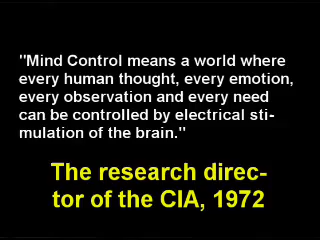 "Mind Control means a world where
every human thought, every emotion,
every observation and every need
can be controlled by electrical sti-
mulation of the brain."
The research direc-
tor of the CIA, 1972